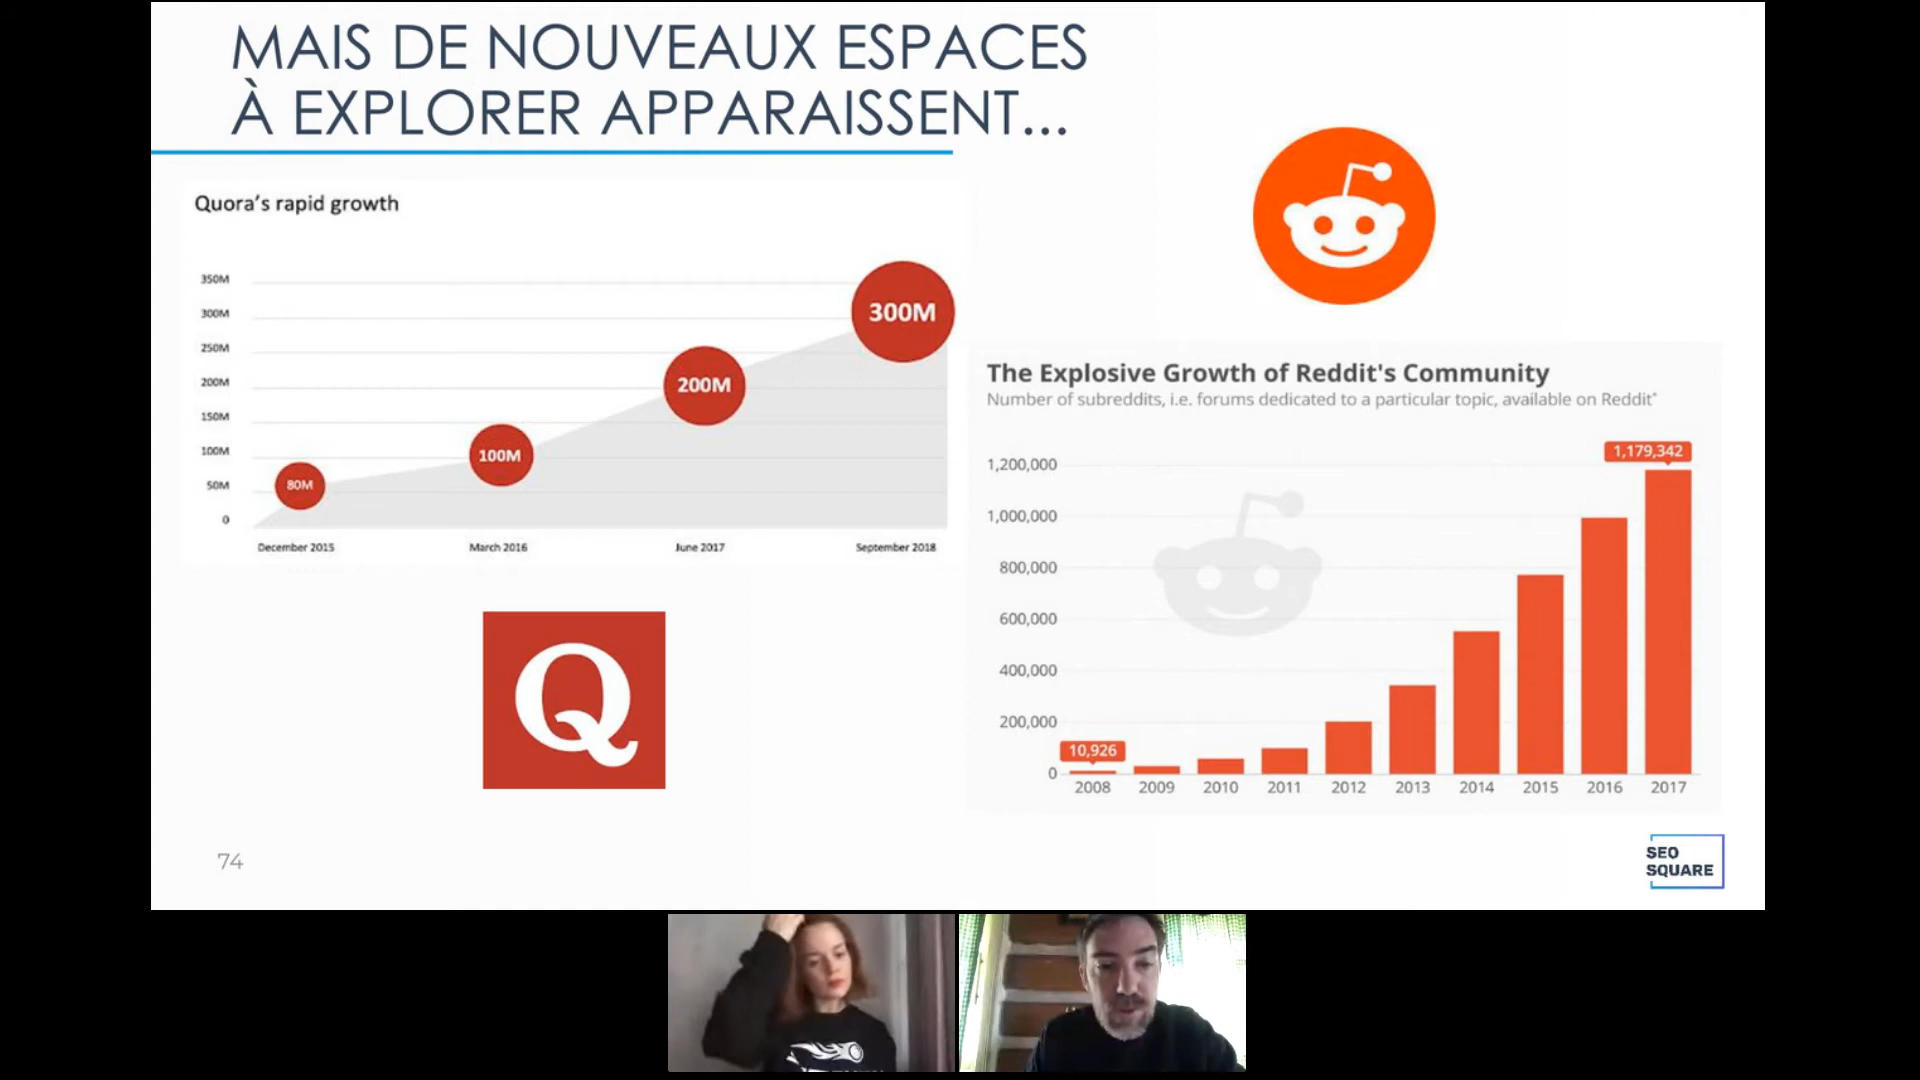 MAIS DE NOUVEAUX ESPACES
À EXPLORER APPARAISSENT...
Quora's rapid growth
350M
300M
250M
200M
150M
100M
50M
0
80M
100M
200M
300M
December 2015
March 2016
June 2017
September 2018
The Explosive Growth of Reddit's Community
Number of subreddits, i.e. forums dedicated to a particular topic, available on Reddit*
1,200,000
1,000,000
800,000
600,000
400,000
200,000
0
10,926
1,179,342
2008
2009
2010
2011
2012
2013
2014
2015
2016
2017
Q
74
SEO
SQUARE